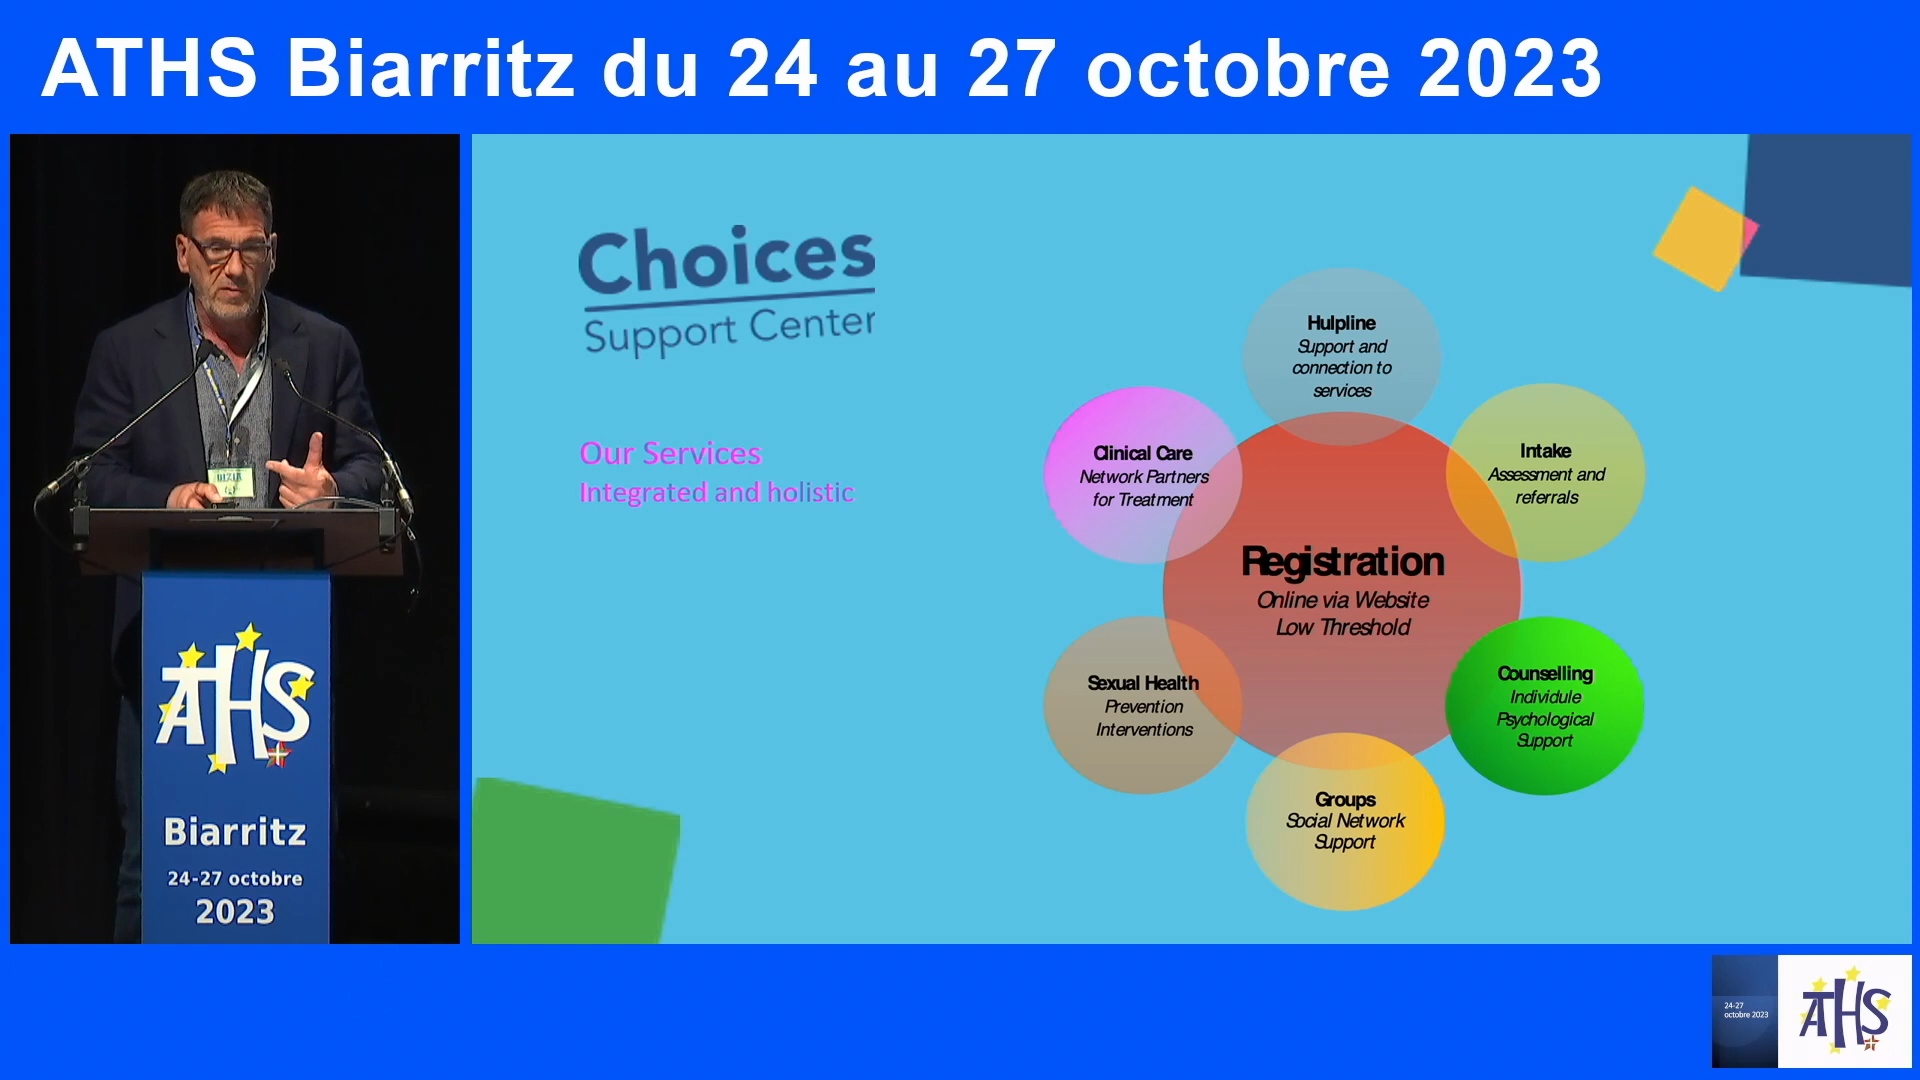 ATHS Biarritz du 24 au 27 octobre 2023
ATHS
Biarritz
24-27 octobre
2023
Choices
Support Center
Our Services
Integrated and holistic
Hulpline
Support and
connection to
services
Intake
Assessment and
referrals
Counselling
Individule
Psychological
Support
Groups
Social Network
Support
Sexual Health
Prevention
Interventions
Clinical Care
Network Partners
for Treatment
Registration
Online via Website
Low Threshold
24-27
octobre 2023
ATHS